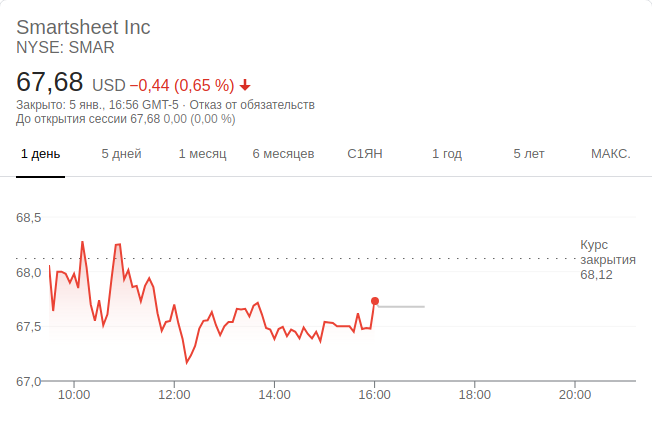 Smartsheet Inc
NYSE: SMAR
67,68 USD −0,44 (0,65 %)
Закрыто: 5 янв., 16:56 GMT-5 · Отказ от обязательств
До открытия сессии 67,68 0,00 (0,00 %)
1 день 5 дней 1 месяц 6 месяцев С1ЯН 1 год 5 лет МАКС.
68,5
Курс
закрытия
68,12
68,0
67,5
67,0
10:00 12:00 14:00 16:00 18:00 20:00